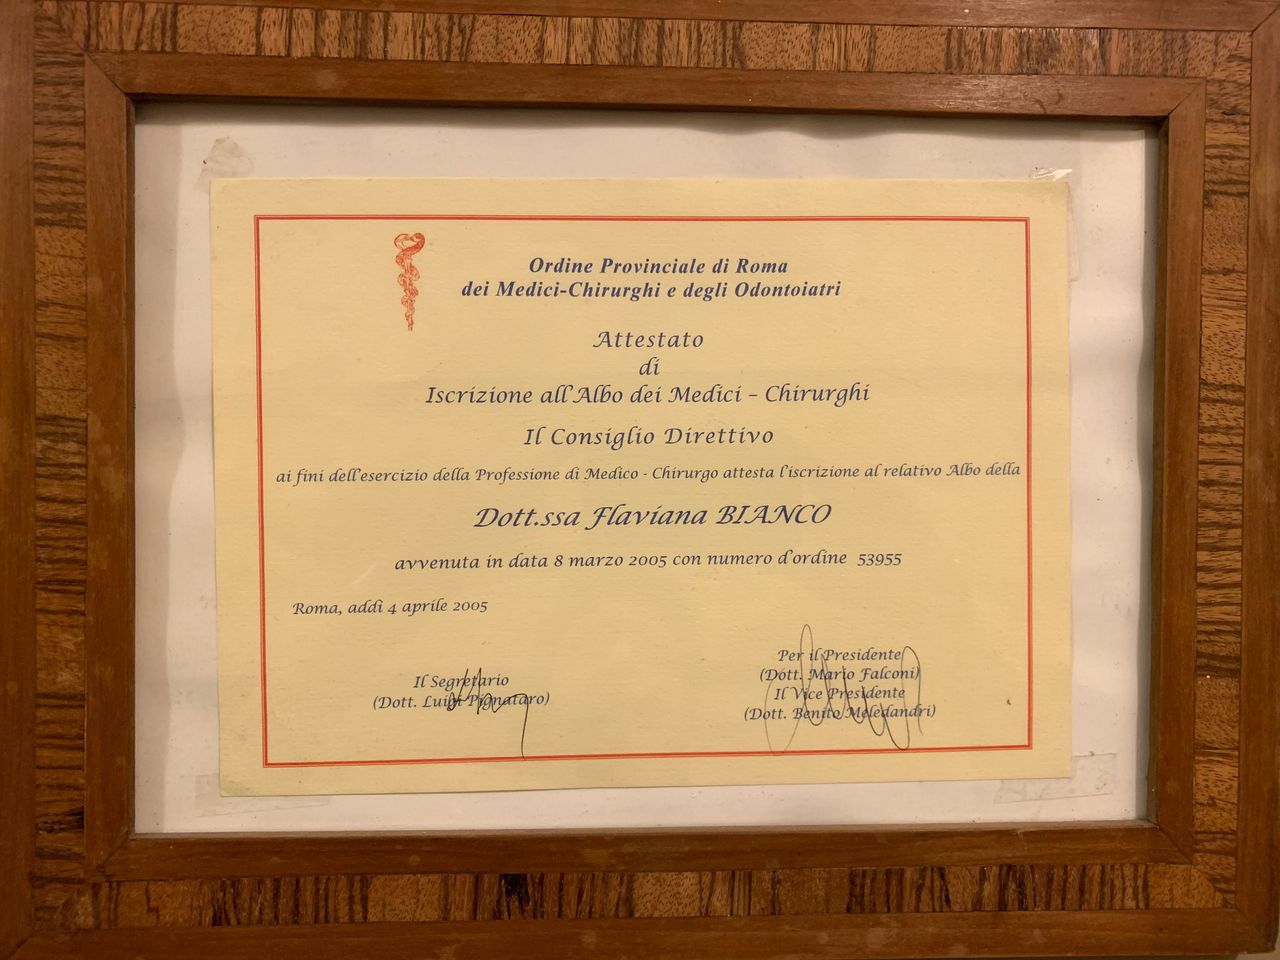 Ordine Provinciale di Roma
dei Medici-Chirurghi e degli Odontoiatri
Attestato
di
Iscrizione all'Albo dei Medici – Chirurghi
Il Consiglio Direttivo
ai fini dell'esercizio della Professione di Medico - Chirurgo attesta l'iscrizione al relativo Albo della
Dott.ssa Flaviana BIANCO
avvenuta in data 8 marzo 2005 con numero d'ordine 53955
Roma, addì 4 aprile 2005
Il Segretario
(Dott. Luigi Pignataro)
Per il Presidente
(Dott. Mario Falconi)
Il Vice Presidente
(Dott. Benito Meledandri)